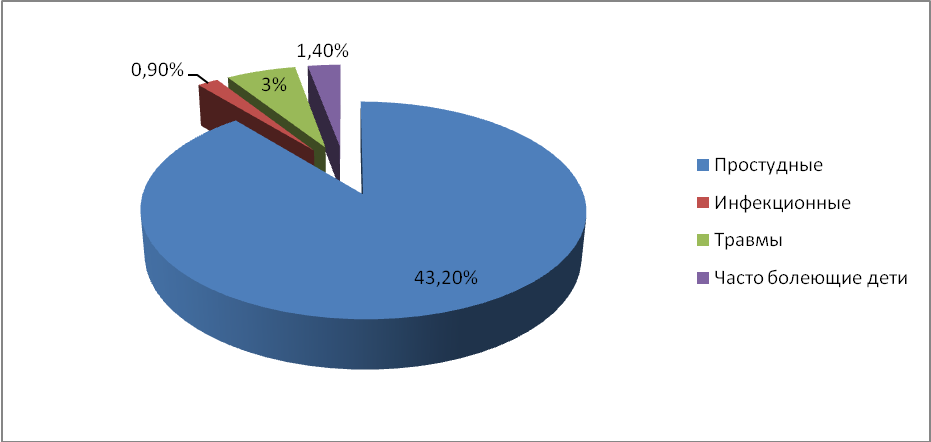 1,40%
0,90%
3%
43,20%
Простудные
Инфекционные
Травмы
Часто болеющие дети